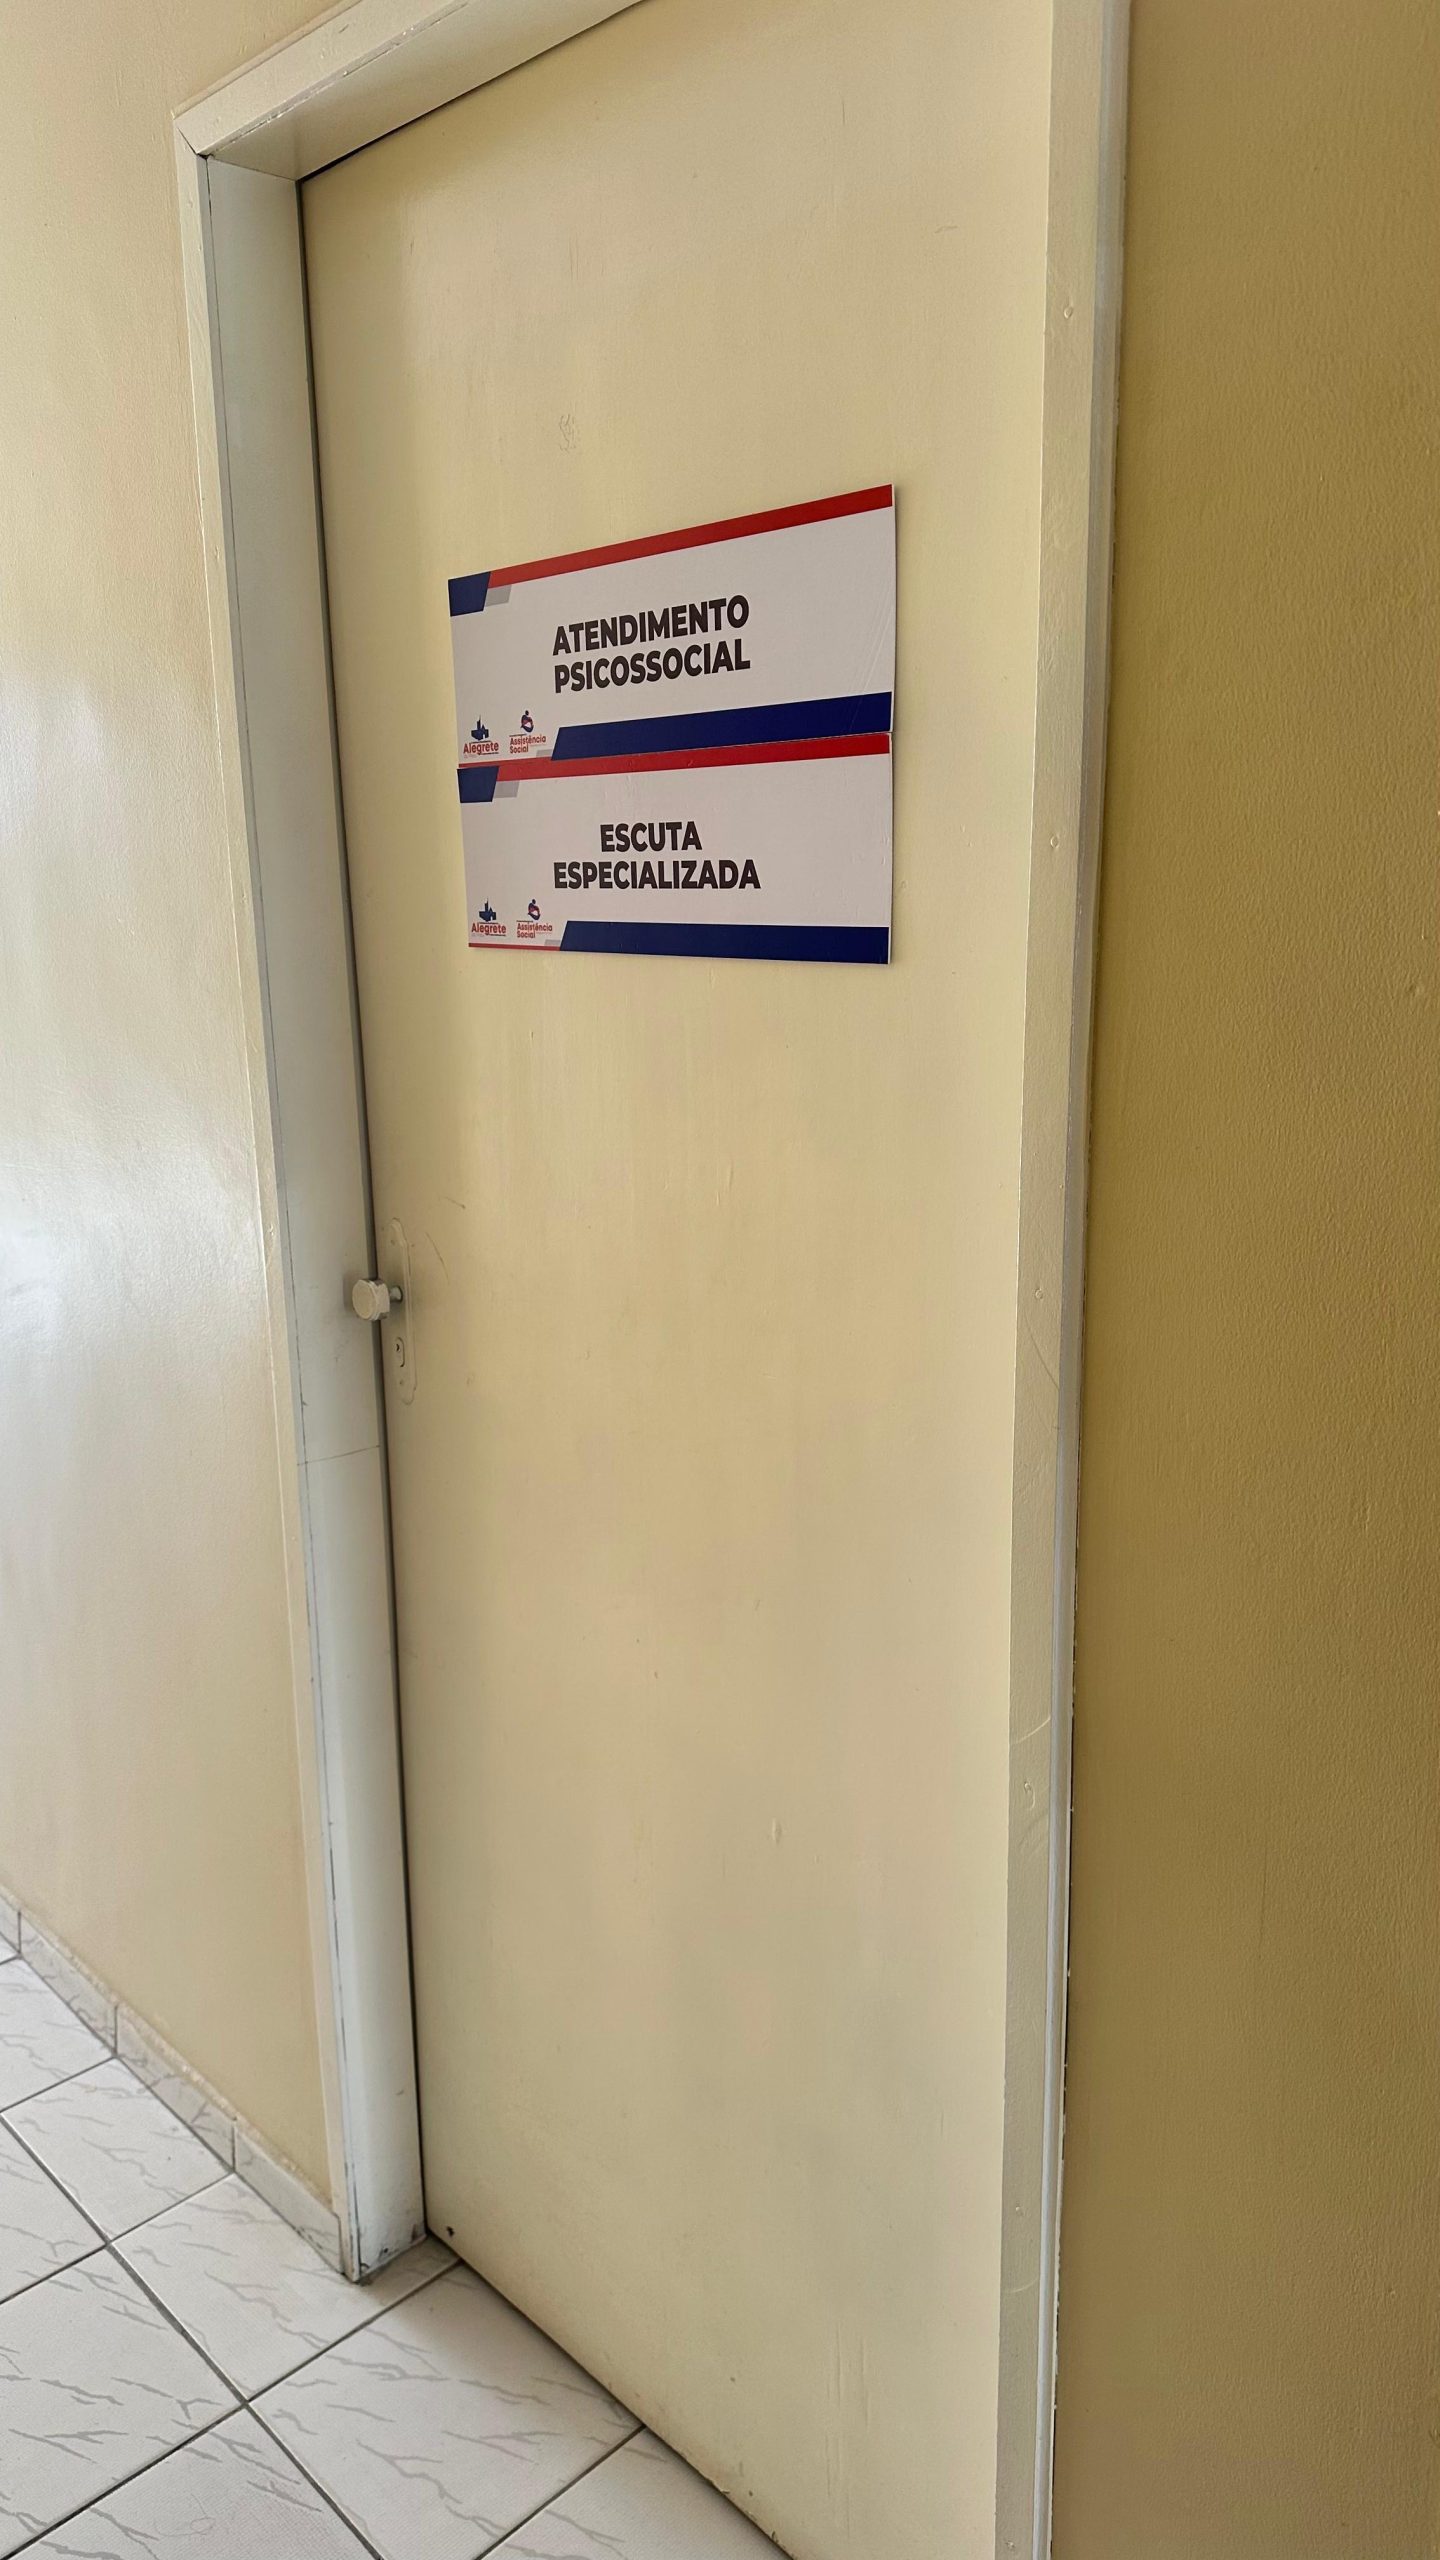 ATENDIMENTO
PSICOSSOCIAL
Alegrete
Assistência
Social
ESCUTA
ESPECIALIZADA
Alegrete
Assistência
Social